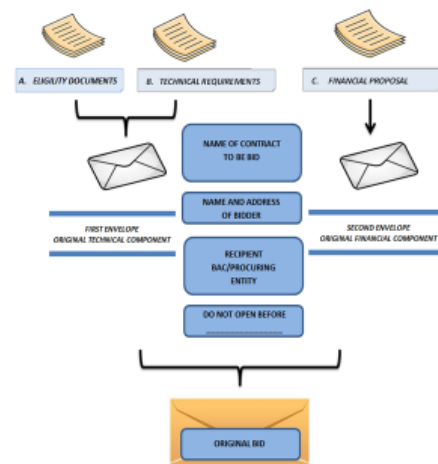 A. ELIGILITY DOCUMENTS
B. TECHNICAL REQUIREMENTS
C. FINANCIAL PROPOSAL
NAME OF CONTRACT
TO BE BID
NAME AND ADDRESS
OF BIDDER
FIRST ENVELOPE
ORIGINAL TECHNICAL COMPONENT
SECOND ENVELOPE
ORIGINAL FINANCIAL COMPONENT
RECIPIENT
BAC/PROCURING
ENTITY
DO NOT OPEN BEFORE
________________
ORIGINAL BID